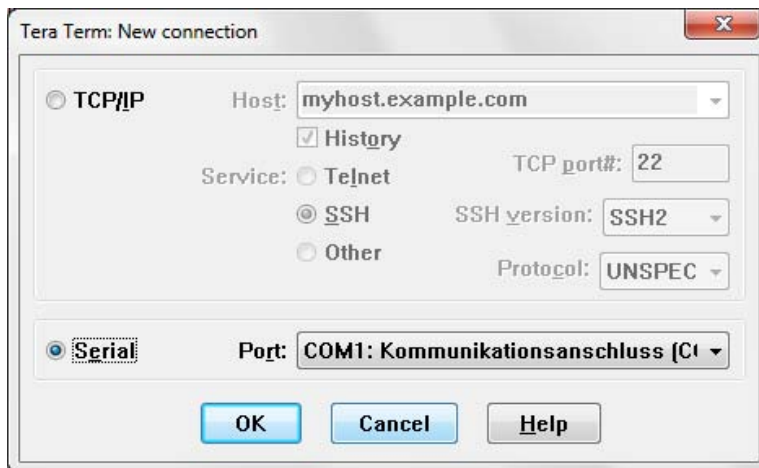 Tera Term: New connection
TCP/IP
Host: myhost.example.com
History
Service: Telnet
TCP port#: 22
SSH
SSH version: SSH2
Other
Protocol: UNSPEC
Serial
Port: COM1: Kommunikationsanschluss (CO
OK
Cancel
Help